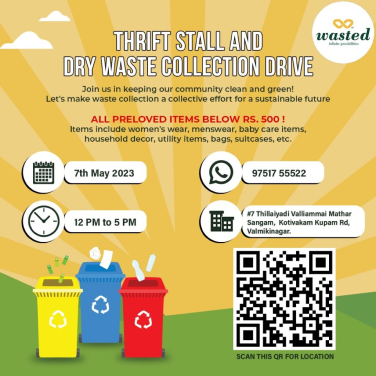 wasted
infinite possibilities
THRIFT STALL AND
DRY WASTE COLLECTION DRIVE
Join us in keeping our community clean and green!
Let's make waste collection a collective effort for a sustainable future
ALL PRELOVED ITEMS BELOW RS. 500 !
Items include women's wear, menswear, baby care items,
household decor, utility items, bags, suitcases, etc.
7th May 2023
97517 55522
12 PM to 5 PM
#7 Thillaiyadi Valliammai Mathar
Sangam, Kotivakam Kupam Rd,
Valmikinagar.
SCAN THIS QR FOR LOCATION